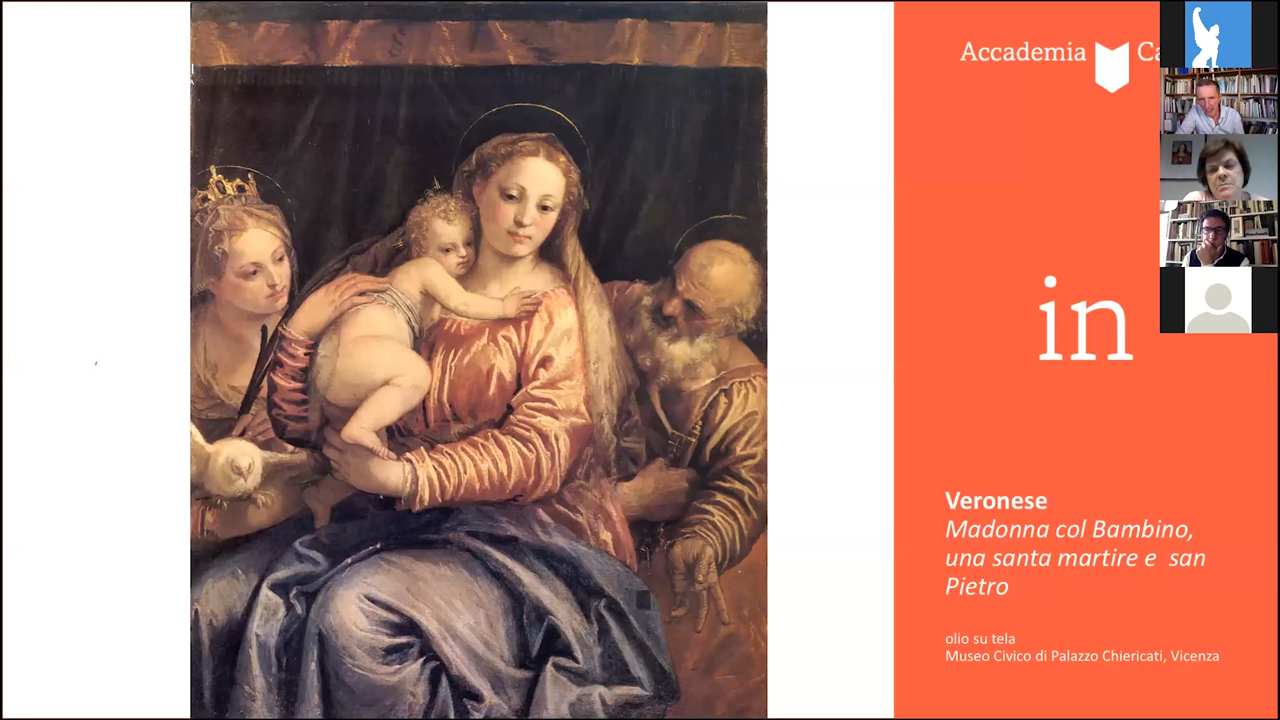 Accademia
in
Veronese
Madonna col Bambino,
una santa martire e san
Pietro
olio su tela
Museo Civico di Palazzo Chiericati, Vicenza